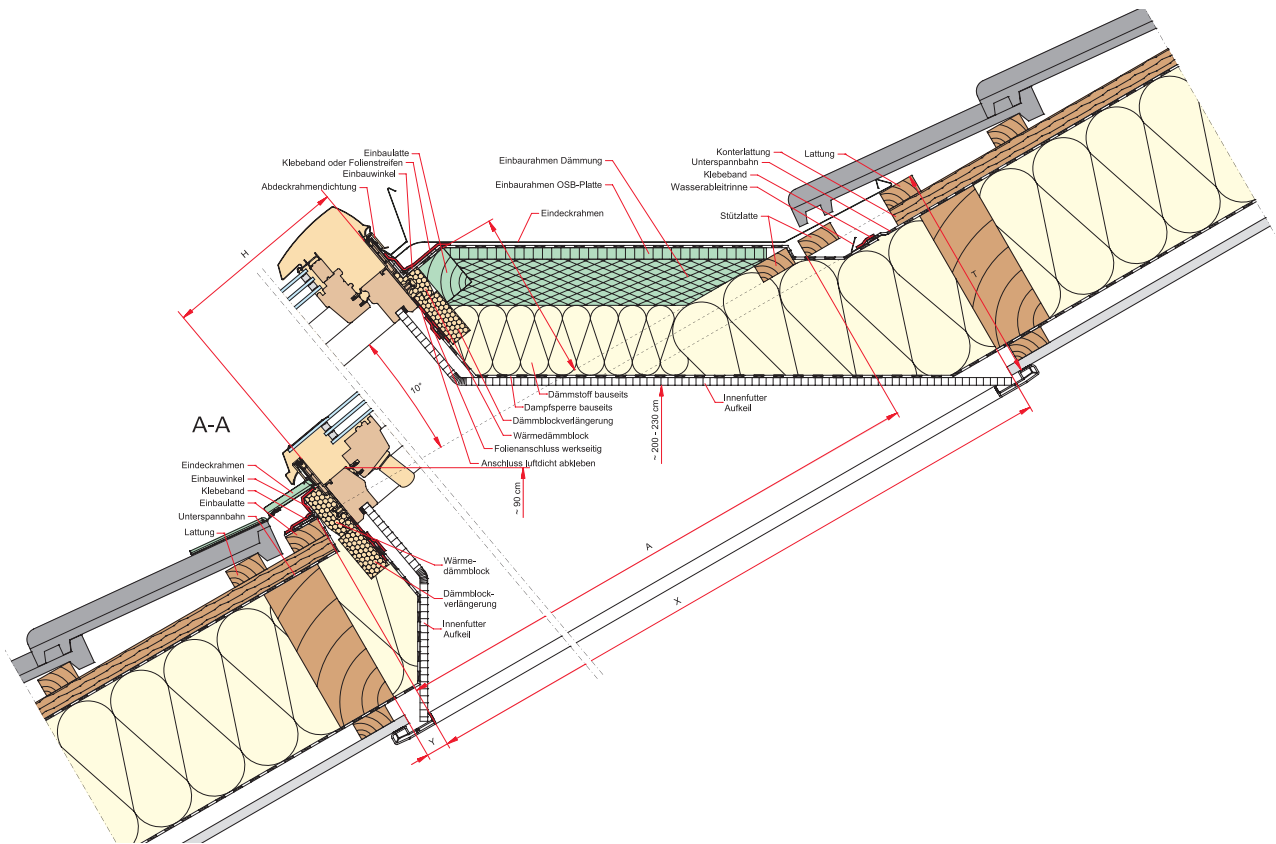 Einbaulatte
Klebeband oder Folienstreifen
Einbauwinkel
Abdeckrahmendichtung
Einbaurahmen Dämmung
Einbaurahmen OSB-Platte
Eindeckrahmen
Konterlattung
Unterspannbahn
Klebeband
Wasserableitrinne
Stützlatte
Lattung
H
T
10°
A-A
Dämmstoff bauseits
Dampfsperre bauseits
Dämmblockverlängerung
Wärmedämmblock
Folienanschluss werkseitig
Anschluss luftdicht abkleben
Innenfutter
Aufkeil
~ 200 - 230 cm
~ 90 cm
Eindeckrahmen
Einbauwinkel
Klebeband
Einbaulatte
Unterspannbahn
Lattung
Wärme-
dämmblock
Dämmblock-
verlängerung
Innenfutter
Aufkeil
A
X
Y